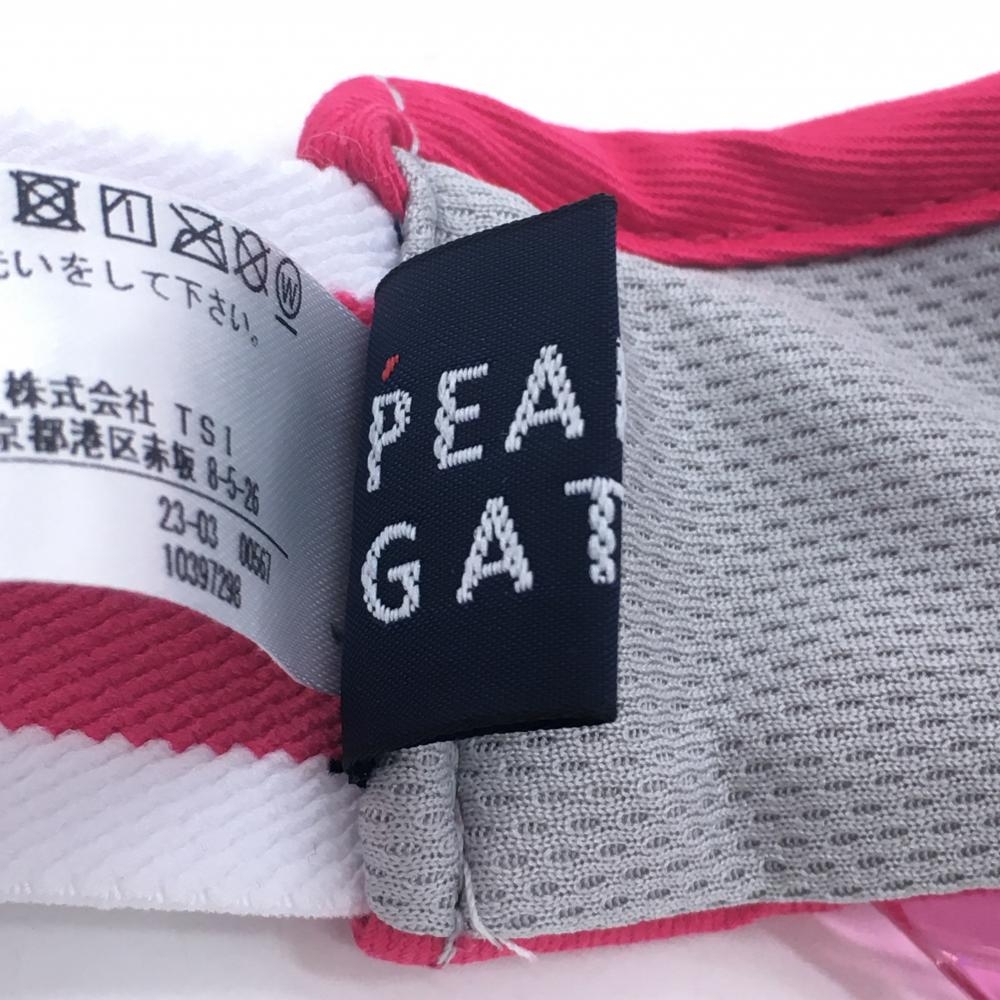 いをして下さい。
株式会社 TSI
京都港区赤坂 8-5-26
23-03 00567
10397298
PEA
GAT